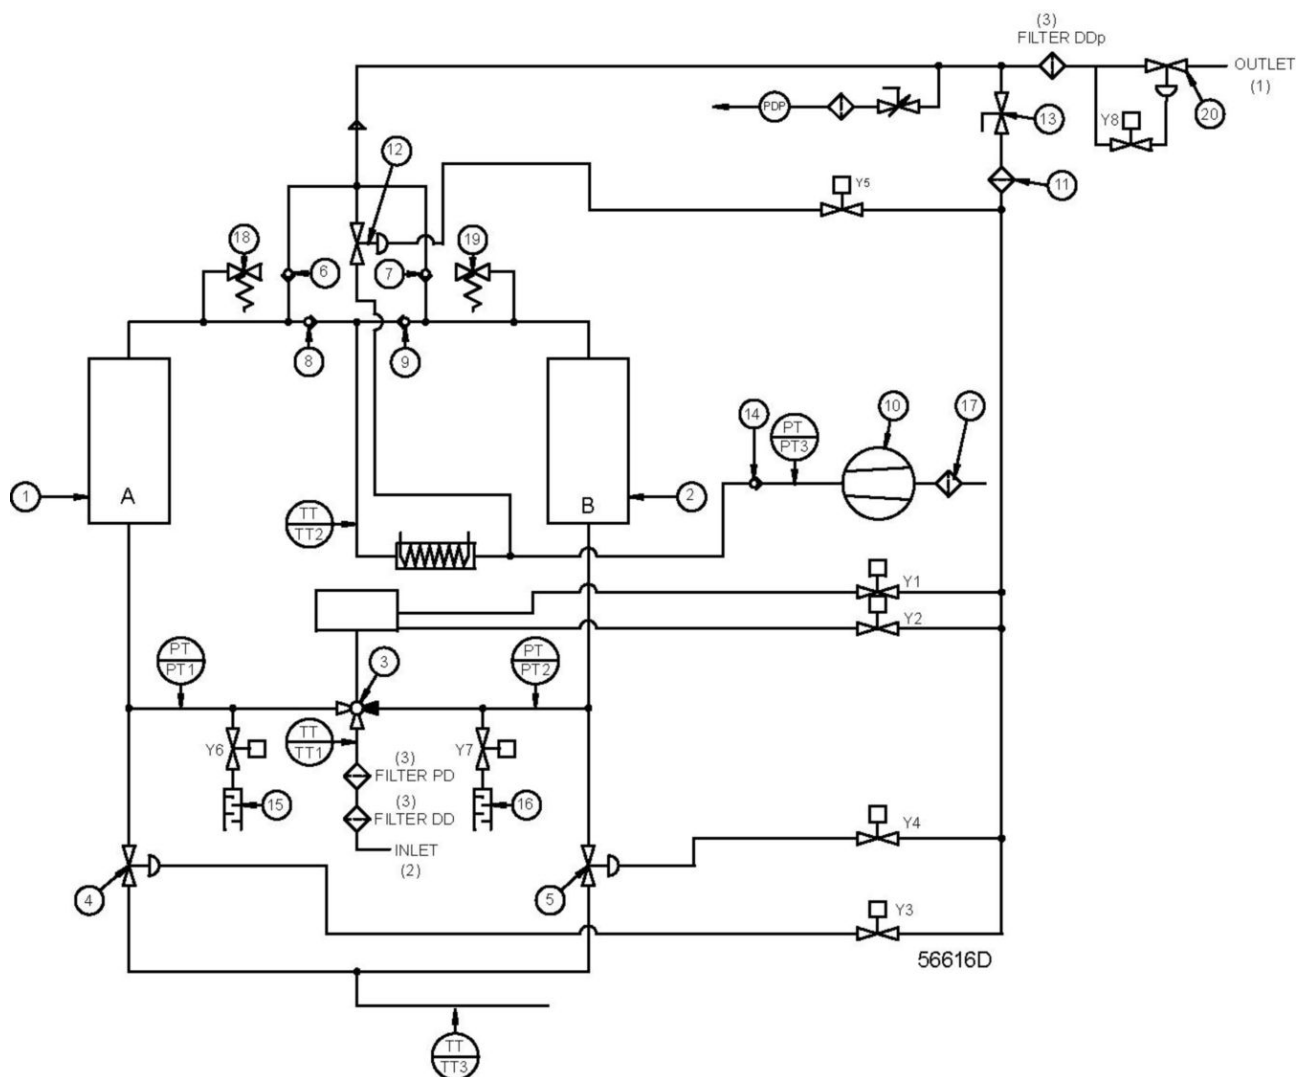 (3)
FILTER DDp
OUTLET
(1)
PDP
20
Y8
13
12
11
Y5
18
19
6
7
8
9
14
PT
PT3
10
17
A
B
1
2
TT
TT2
Y1
Y2
PT
PT1
PT
PT2
3
Y6
TT
TT1
Y7
(3)
FILTER PD
15
(3)
FILTER DD
16
INLET
(2)
Y4
4
5
Y3
56616D
TT
TT3